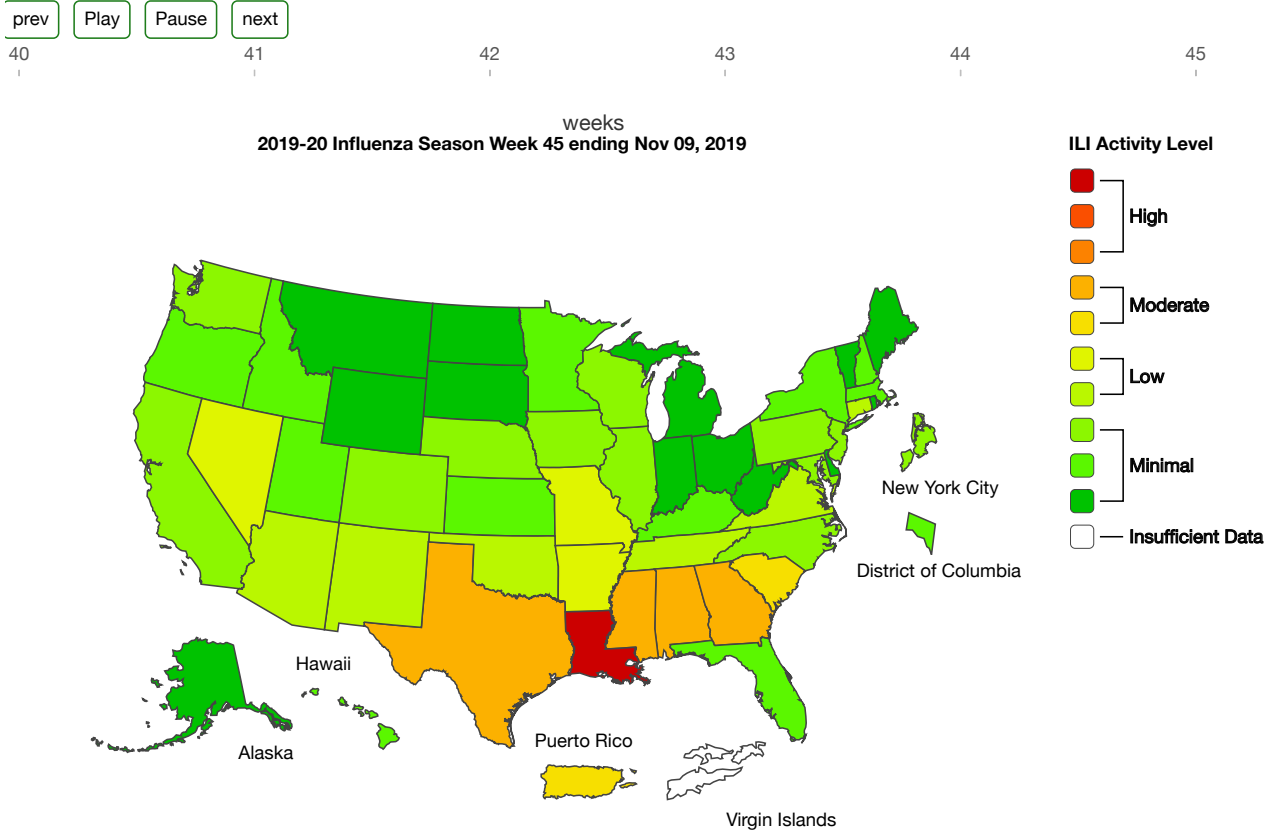 prev Play Pause next
40 41 42 43 44 45
weeks
2019-20 Influenza Season Week 45 ending Nov 09, 2019
ILI Activity Level
High
Moderate
Low
Minimal
Insufficient Data
New York City
District of Columbia
Hawaii
Alaska
Puerto Rico
Virgin Islands